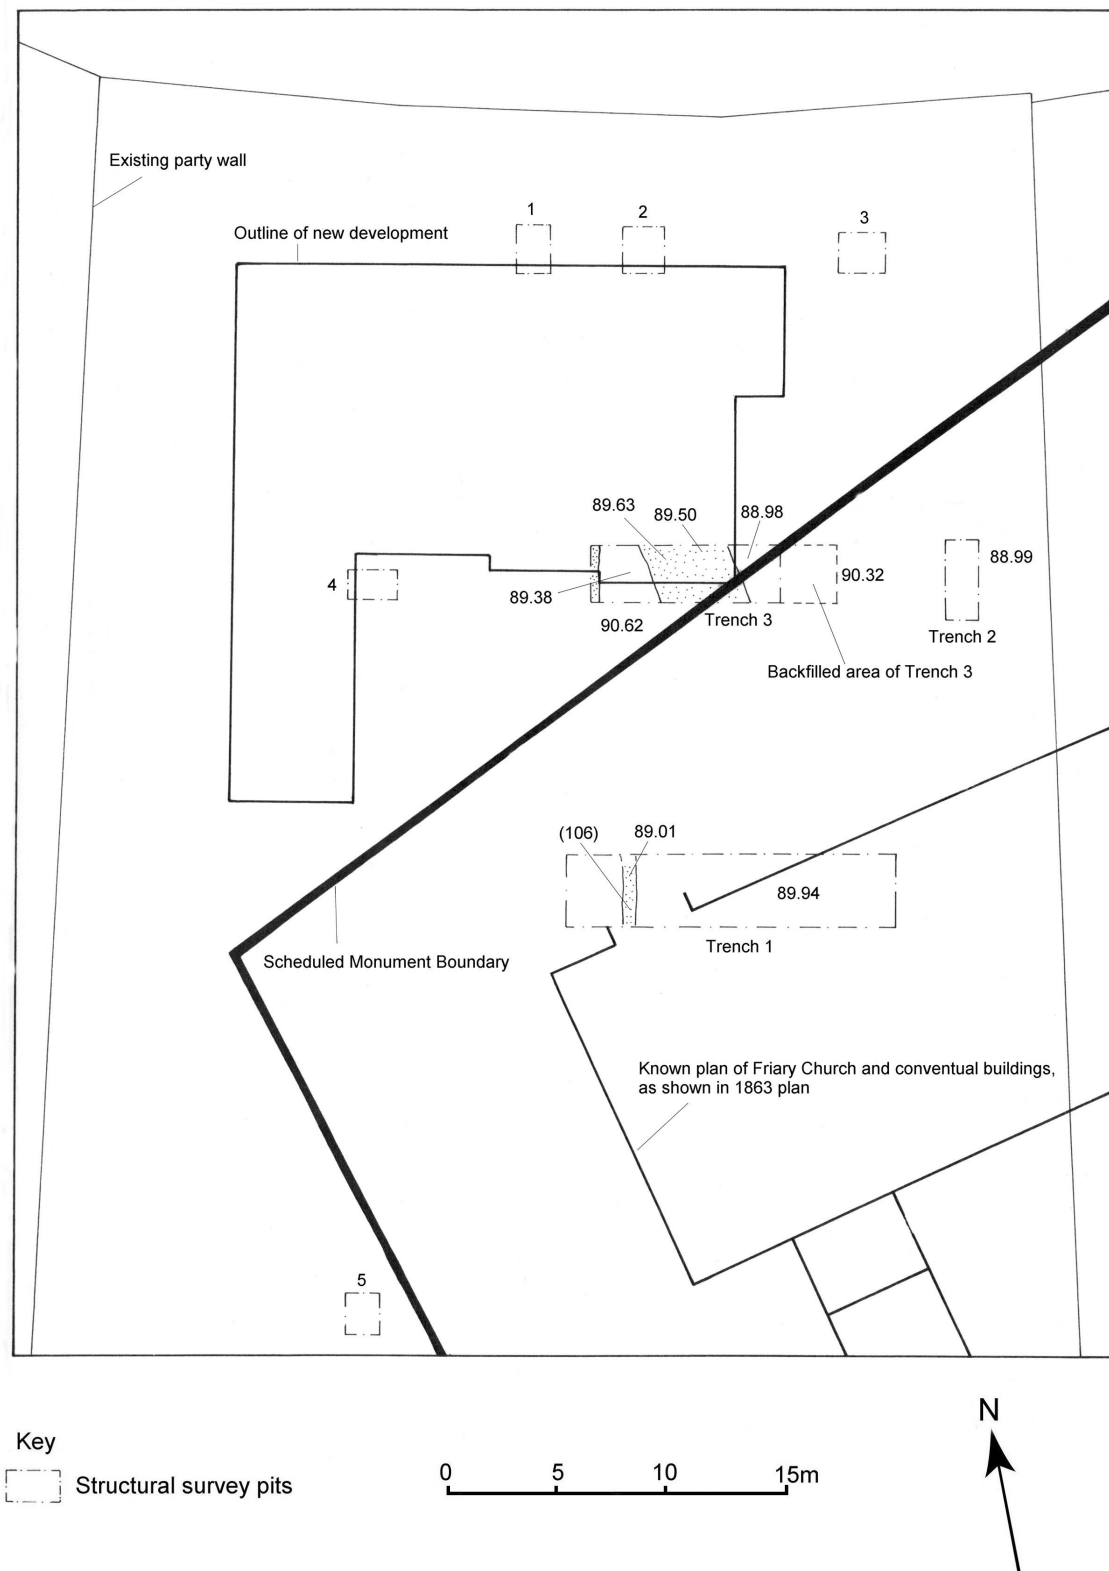 Existing party wall
1
2
3
Outline of new development
89.63
89.50
88.98
88.99
4
90.32
89.38
90.62
Trench 3
Trench 2
Backfilled area of Trench 3
(106)
89.01
89.94
Trench 1
Scheduled Monument Boundary
Known plan of Friary Church and conventual buildings,
as shown in 1863 plan
5
N
Key
Structural survey pits
0 5 10 15m